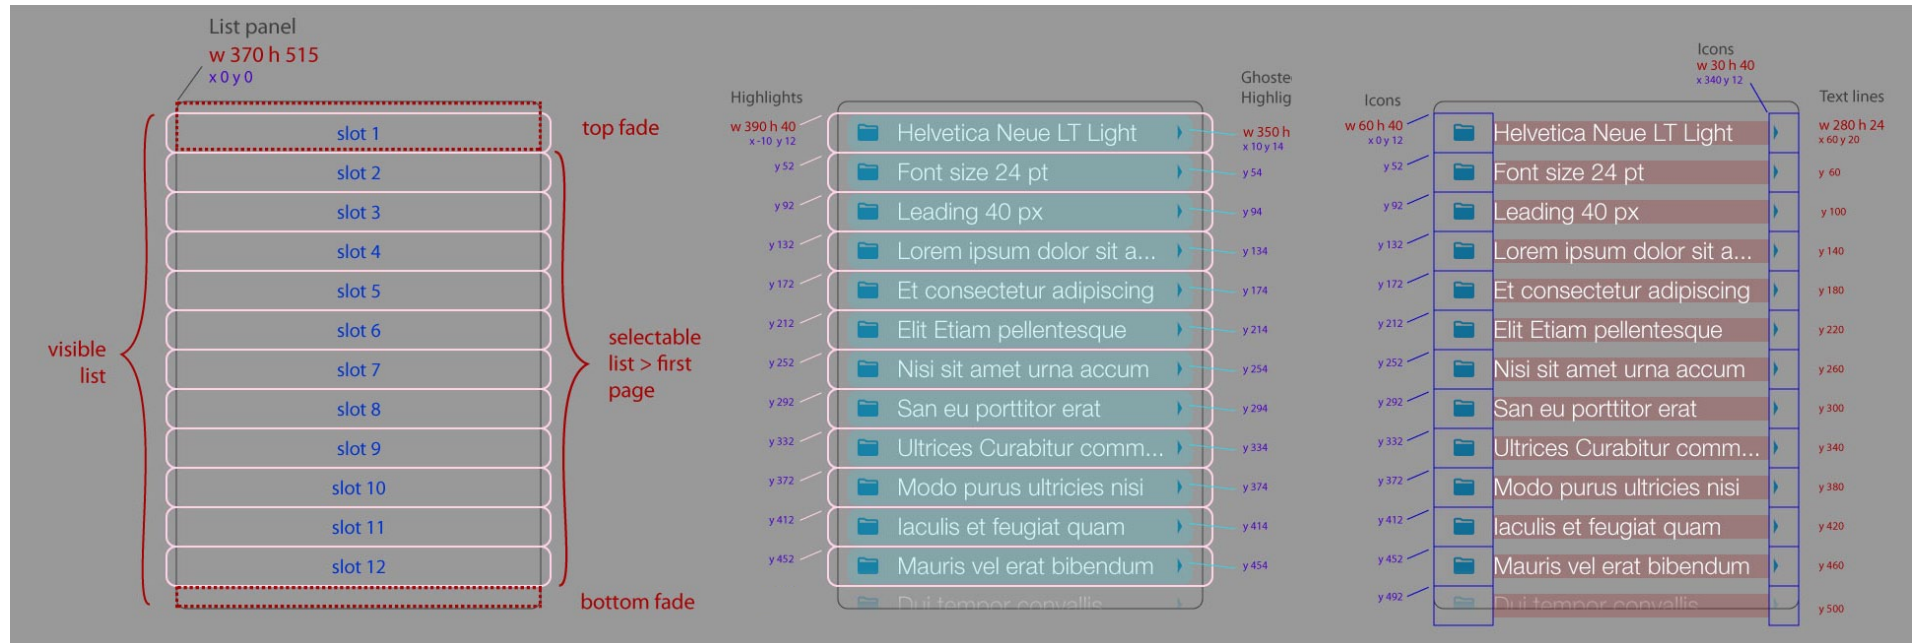 List panel
w 370 h 515
x 0 y 0
slot 1
slot 2
slot 3
slot 4
slot 5
slot 6
slot 7
slot 8
slot 9
slot 10
slot 11
slot 12
visible
list
top fade
selectable
list > first
page
bottom fade
Highlights
w 390 h 40
x -10 y 12
y 52
y 92
y 132
y 172
y 212
y 252
y 292
y 332
y 372
y 412
y 452
Helvetica Neue LT Light
Font size 24 pt
Leading 40 px
Lorem ipsum dolor sit a...
Et consectetur adipiscing
Elit Etiam pellentesque
Nisi sit amet urna accum
San eu porttitor erat
Ultrices Curabitur comm...
Modo purus ultricies nisi
Iaculis et feugiat quam
Mauris vel erat bibendum
Dui tempor convallis
Ghoste
Highlig
w 350 h
x 10 y 14
y 54
y 94
y 134
y 174
y 214
y 254
y 294
y 334
y 374
y 414
y 454
Icons
w 60 h 40
x 0 y 12
y 52
y 92
y 132
y 172
y 212
y 252
y 292
y 332
y 372
y 412
y 452
y 492
Icons
w 30 h 40
x 340 y 12
Helvetica Neue LT Light
Font size 24 pt
Leading 40 px
Lorem ipsum dolor sit a...
Et consectetur adipiscing
Elit Etiam pellentesque
Nisi sit amet urna accum
San eu porttitor erat
Ultrices Curabitur comm...
Modo purus ultricies nisi
Iaculis et feugiat quam
Mauris vel erat bibendum
Dui tempor convallis
Text lines
w 280 h 24
x 60 y 20
y 60
y 100
y 140
y 180
y 220
y 260
y 300
y 340
y 380
y 420
y 460
y 500